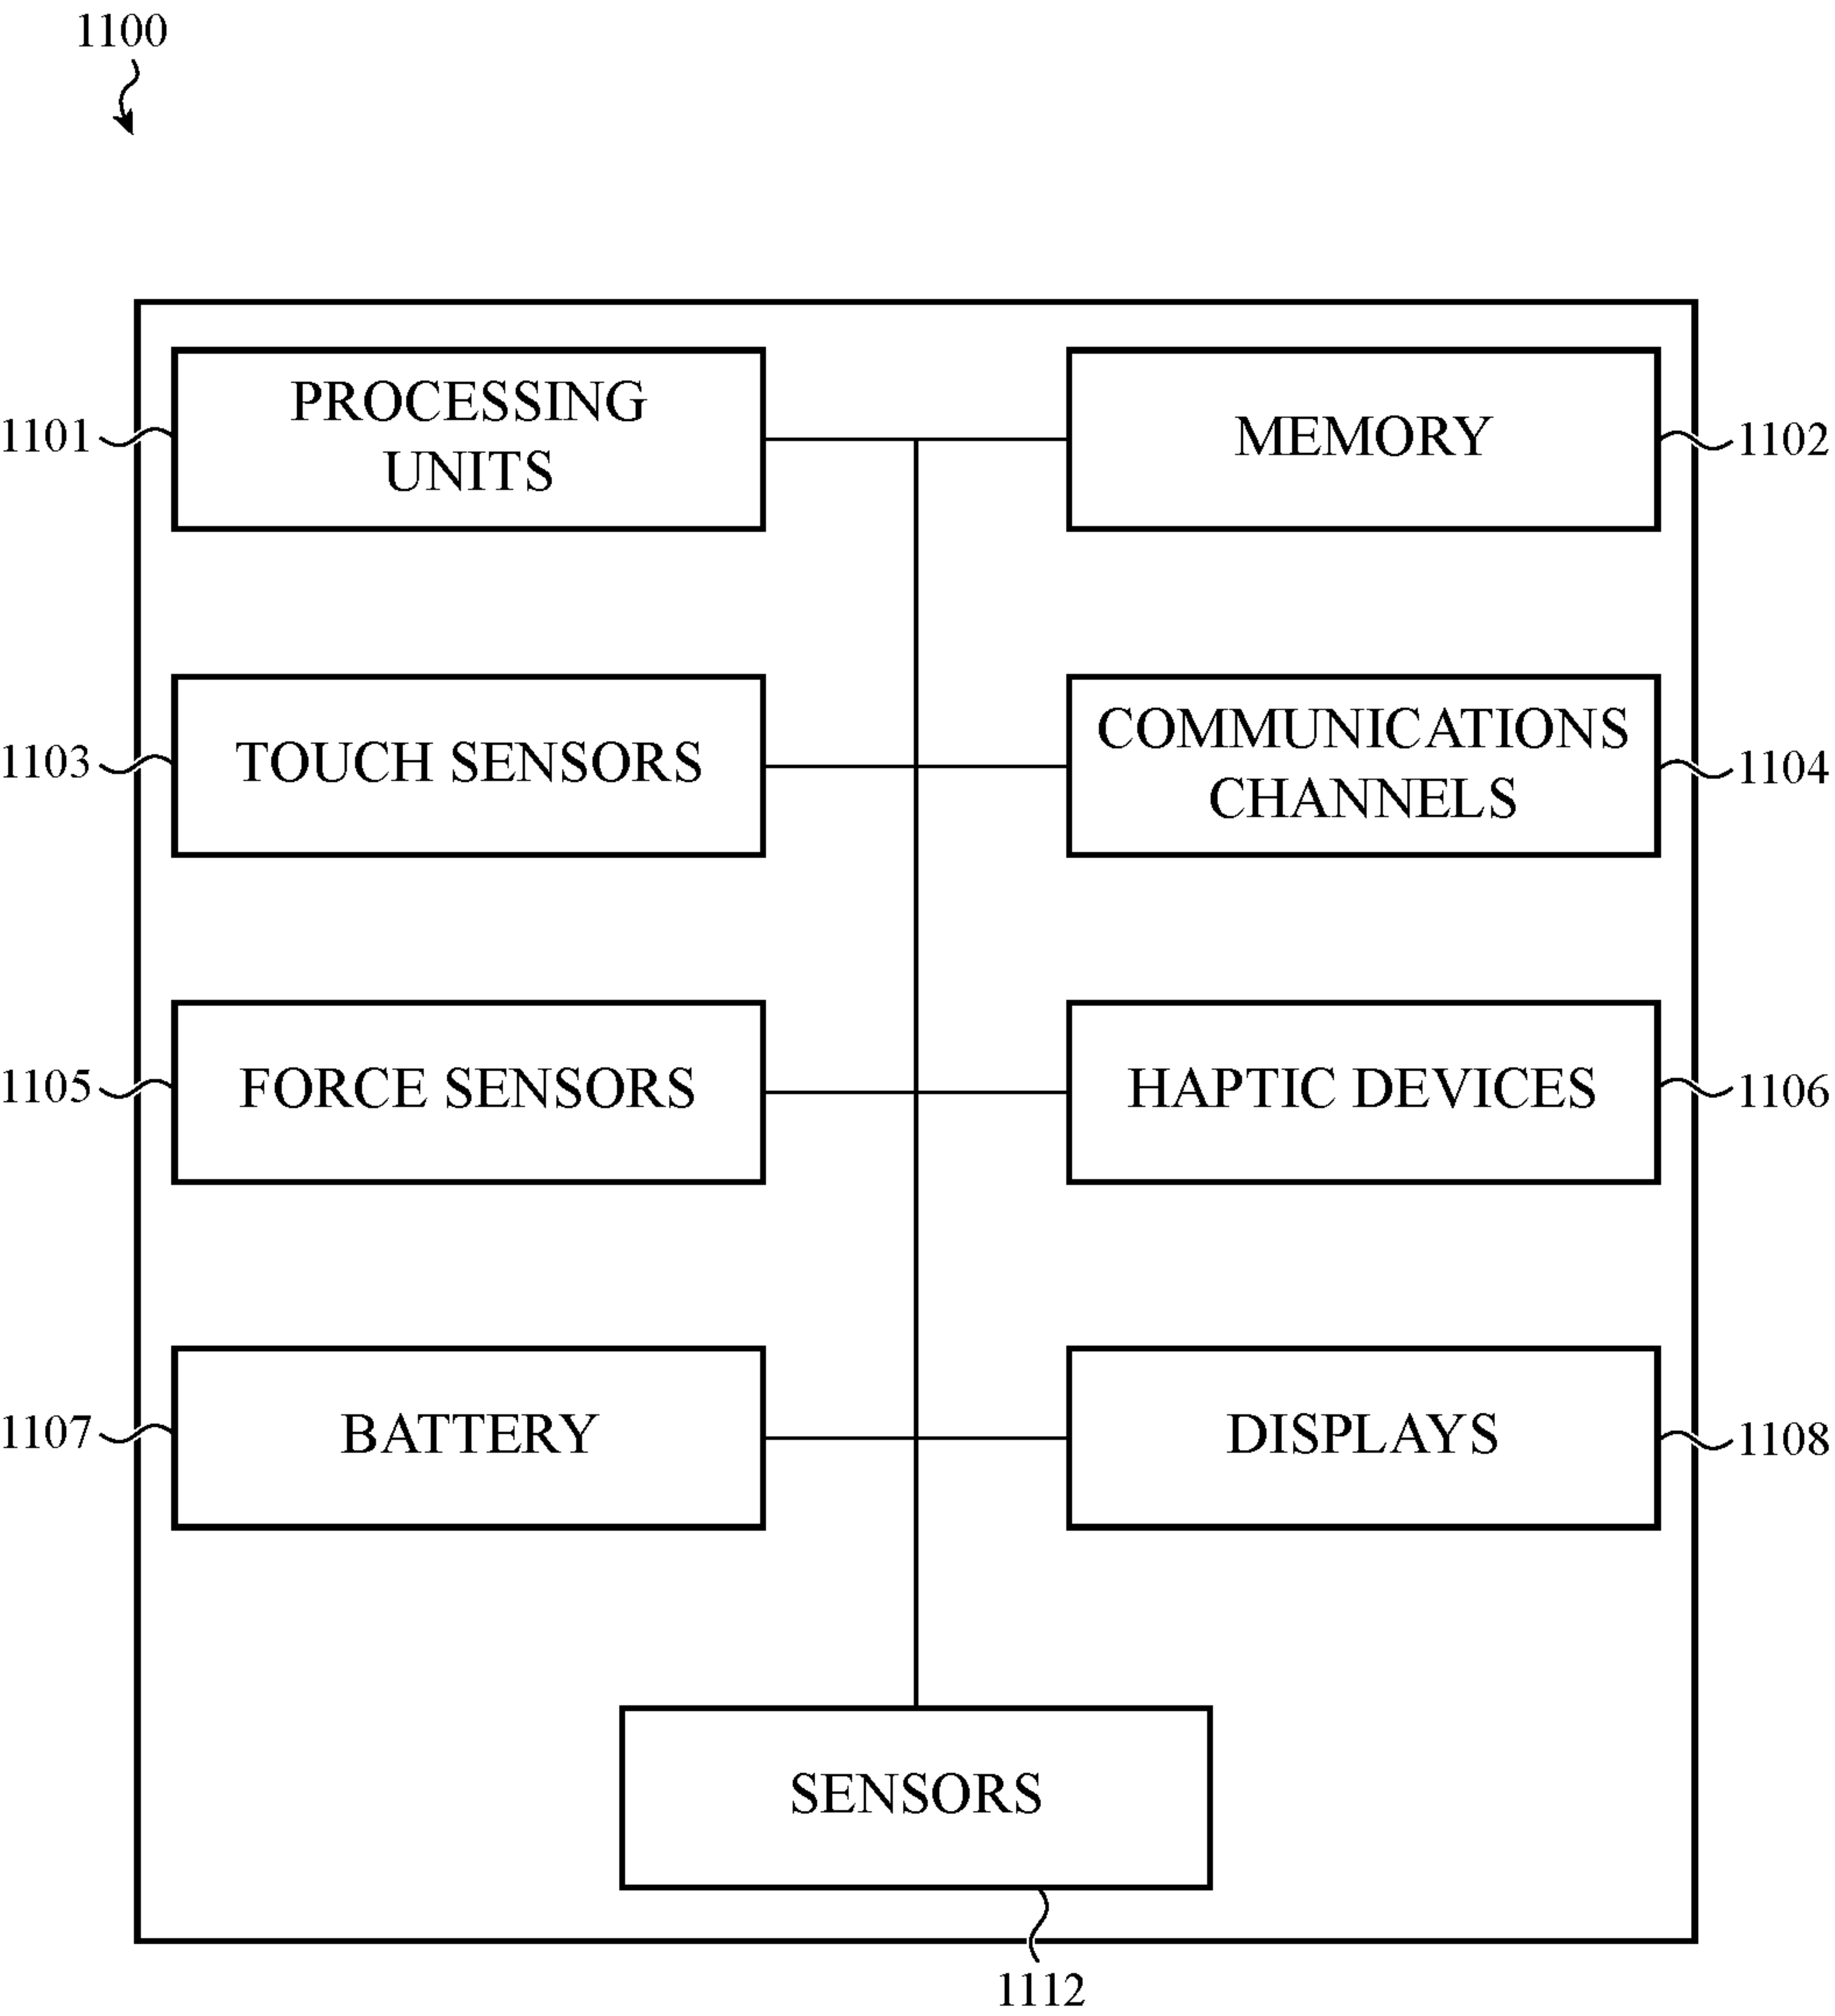 1100
PROCESSING
UNITS
1101
MEMORY
1102
TOUCH SENSORS
1103
COMMUNICATIONS
CHANNELS
1104
FORCE SENSORS
1105
HAPTIC DEVICES
1106
BATTERY
1107
DISPLAYS
1108
SENSORS
1112